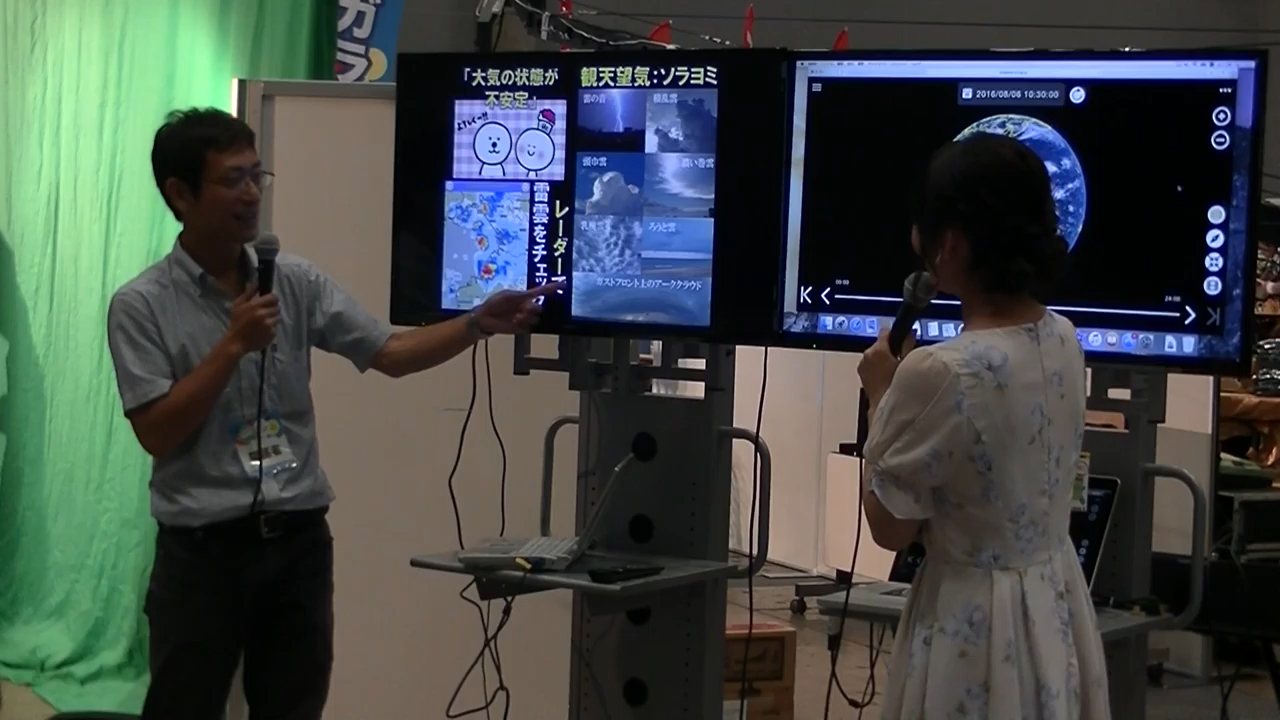 ガラ
「大気の状態が
不安定」
レーダーで
雷雲をチェック
観天望気:ソラヨミ
雷の音
積乱雲
頭巾雲
濃い巻雲
乳房雲
ろうと雲
ガストフロント上のアーククラウド
2016/08/06 10:30:00
00:00
24:00